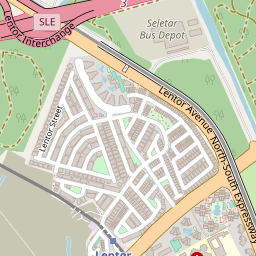 SLE
Seletar
Bus Depot
Lentor Interchange
Lentor Avenue
North-South Expressway
Lentor Street
Lentor